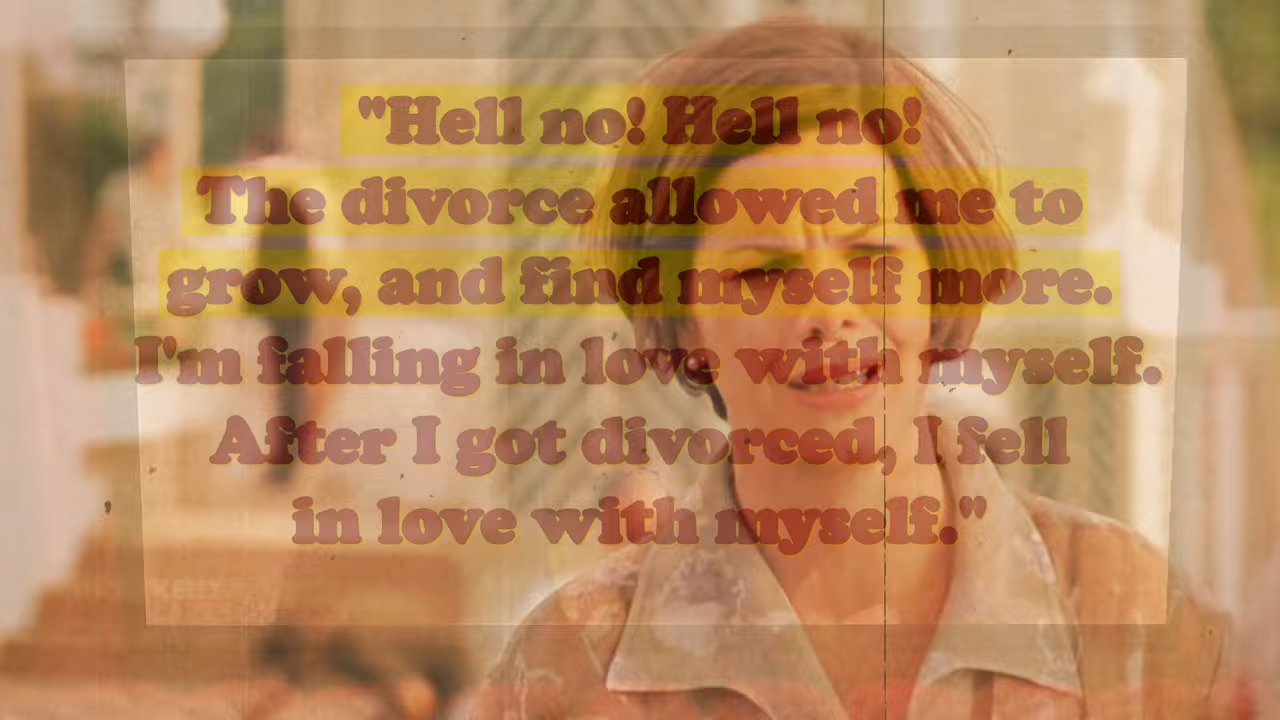 "Hell no! Hell no!
The divorce allowed me to
grow, and find myself more.
I'm falling in love with myself.
After I got divorced, I fell
in love with myself."